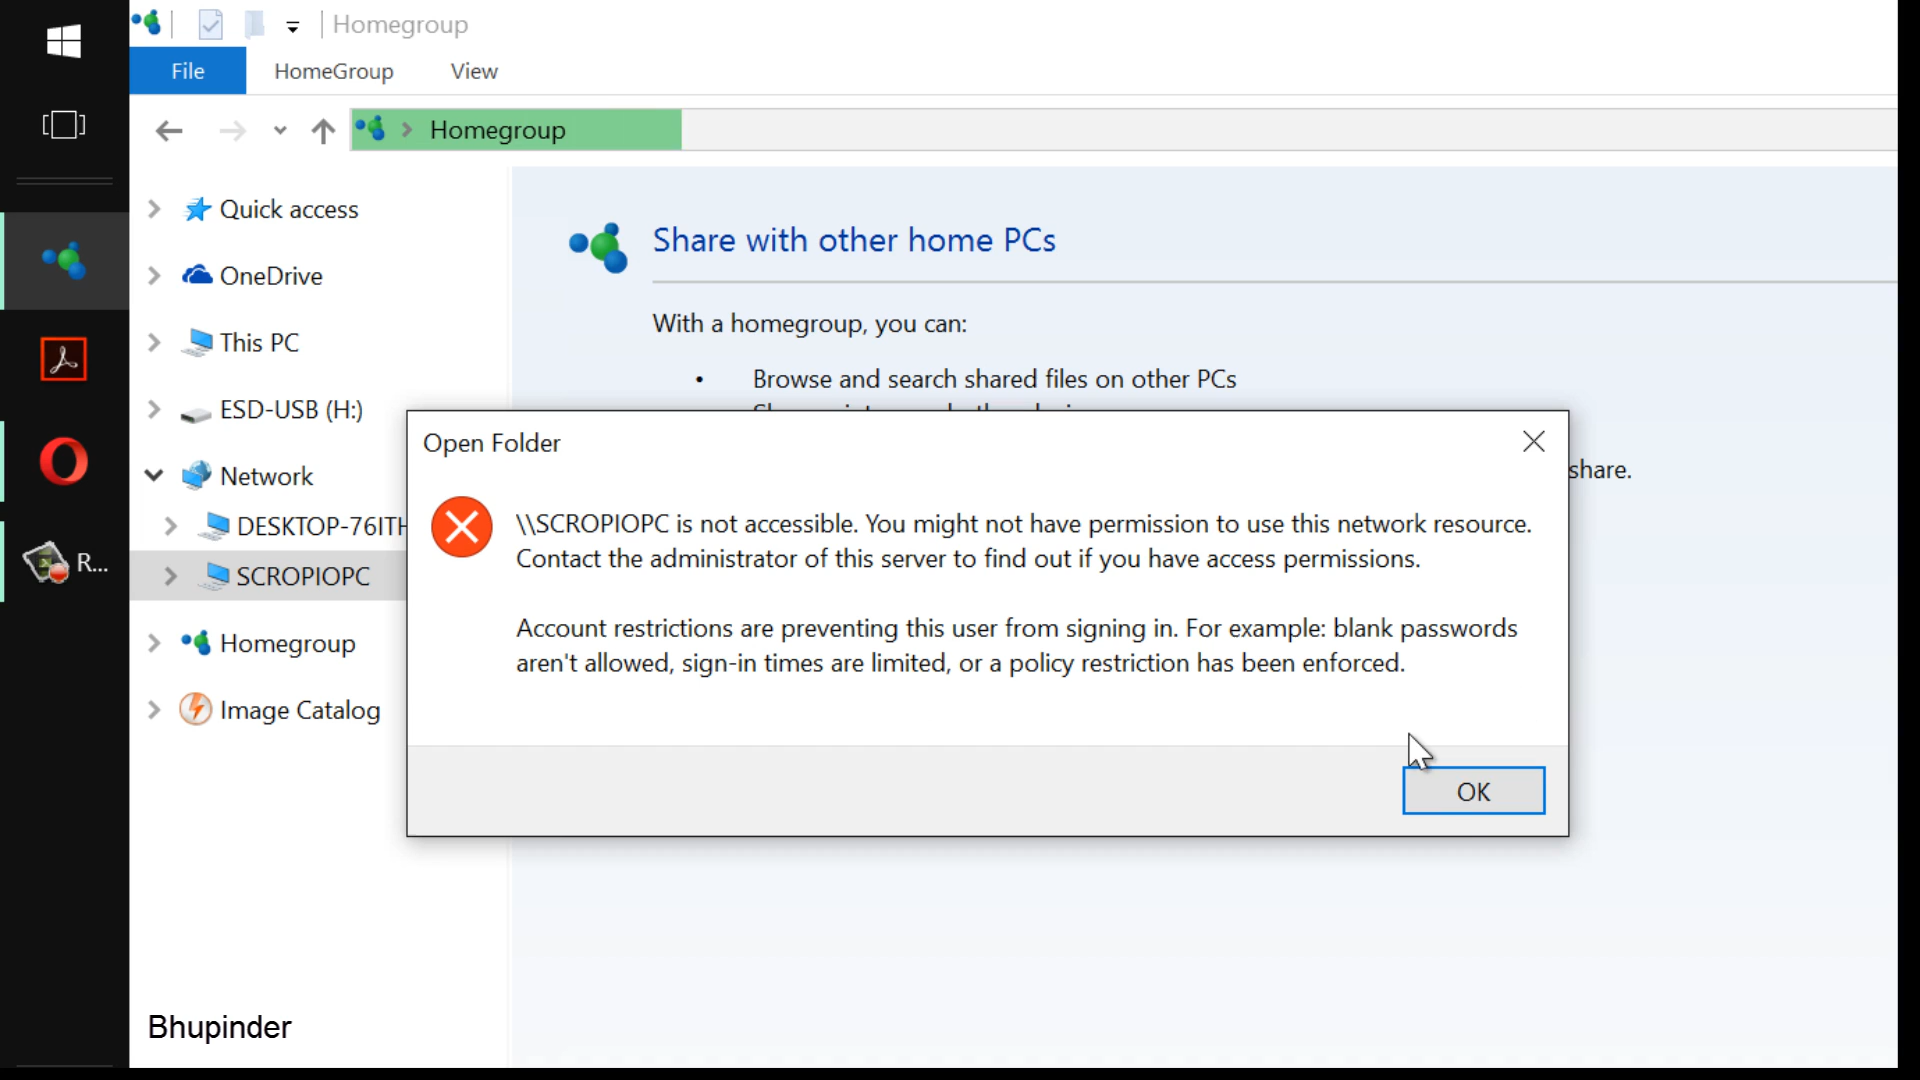 Homegroup
File HomeGroup View
Homegroup
Quick access
OneDrive
This PC
ESD-USB (H:)
Network
DESKTOP-76ITH
SCROPIOPC
Homegroup
Image Catalog
Share with other home PCs
With a homegroup, you can:
• Browse and search shared files on other PCs
share.
Open Folder
\\SCROPIOPC is not accessible. You might not have permission to use this network resource.
Contact the administrator of this server to find out if you have access permissions.
Account restrictions are preventing this user from signing in. For example: blank passwords
aren't allowed, sign-in times are limited, or a policy restriction has been enforced.
OK
R...
Bhupinder